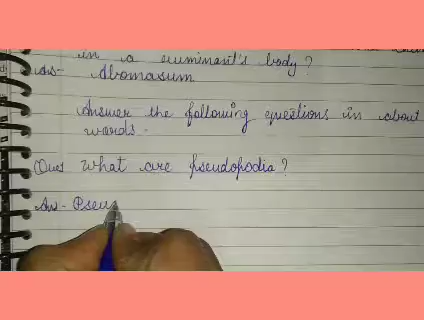 in a ruminant's body?
Ans- Abomasum
Answer the following questions in about
words.
Ques What are pseudopodia?
Ans- Pseu